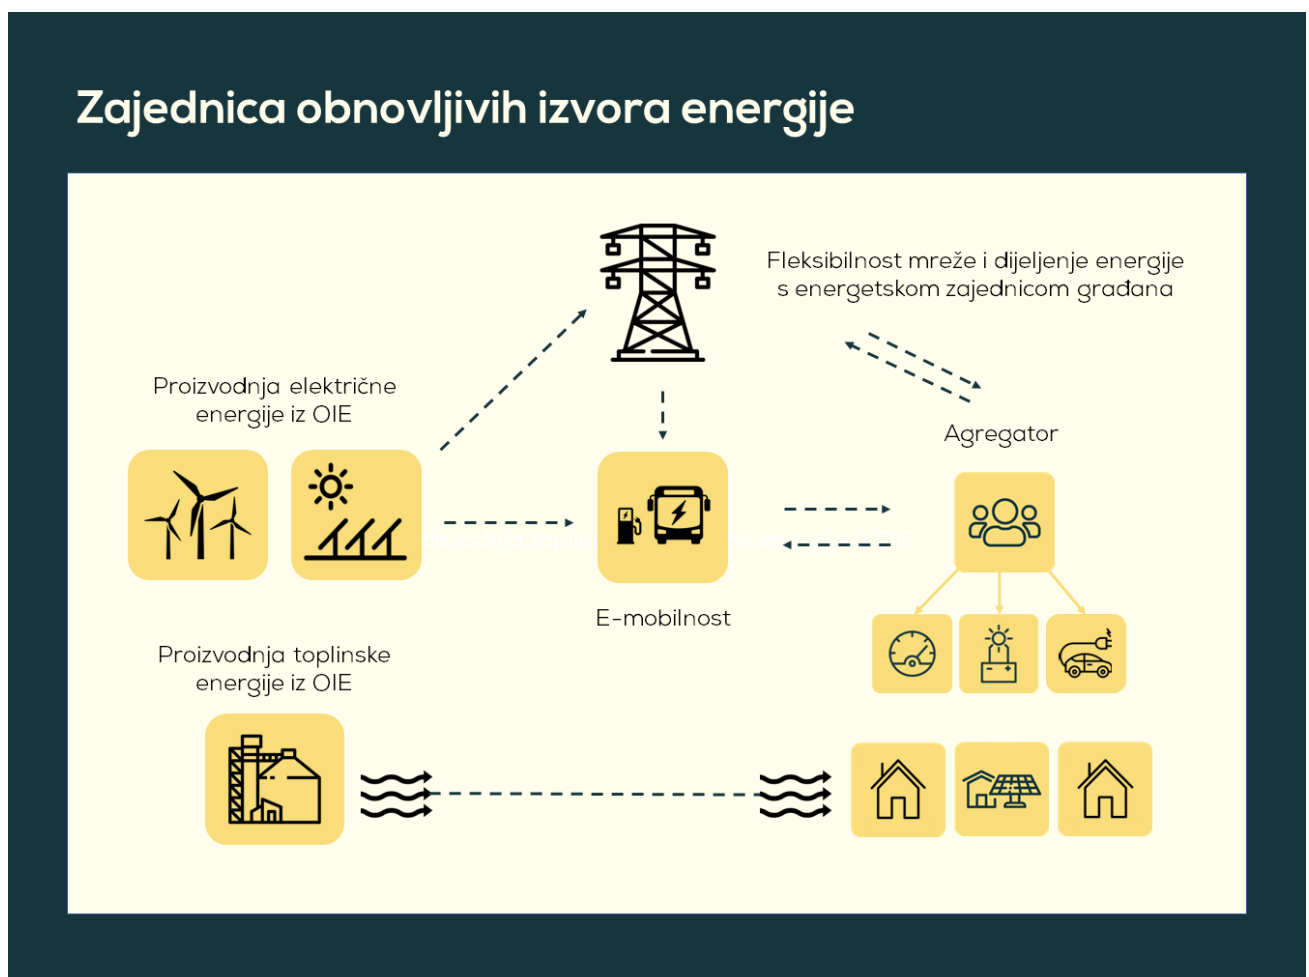 Zajednica obnovljivih izvora energije
Fleksibilnost mreže i dijeljenje energije
s energetskom zajednicom građana
Proizvodnja električne
energije iz OIE
Agregator
E-mobilnost
Proizvodnja toplinske
energije iz OIE